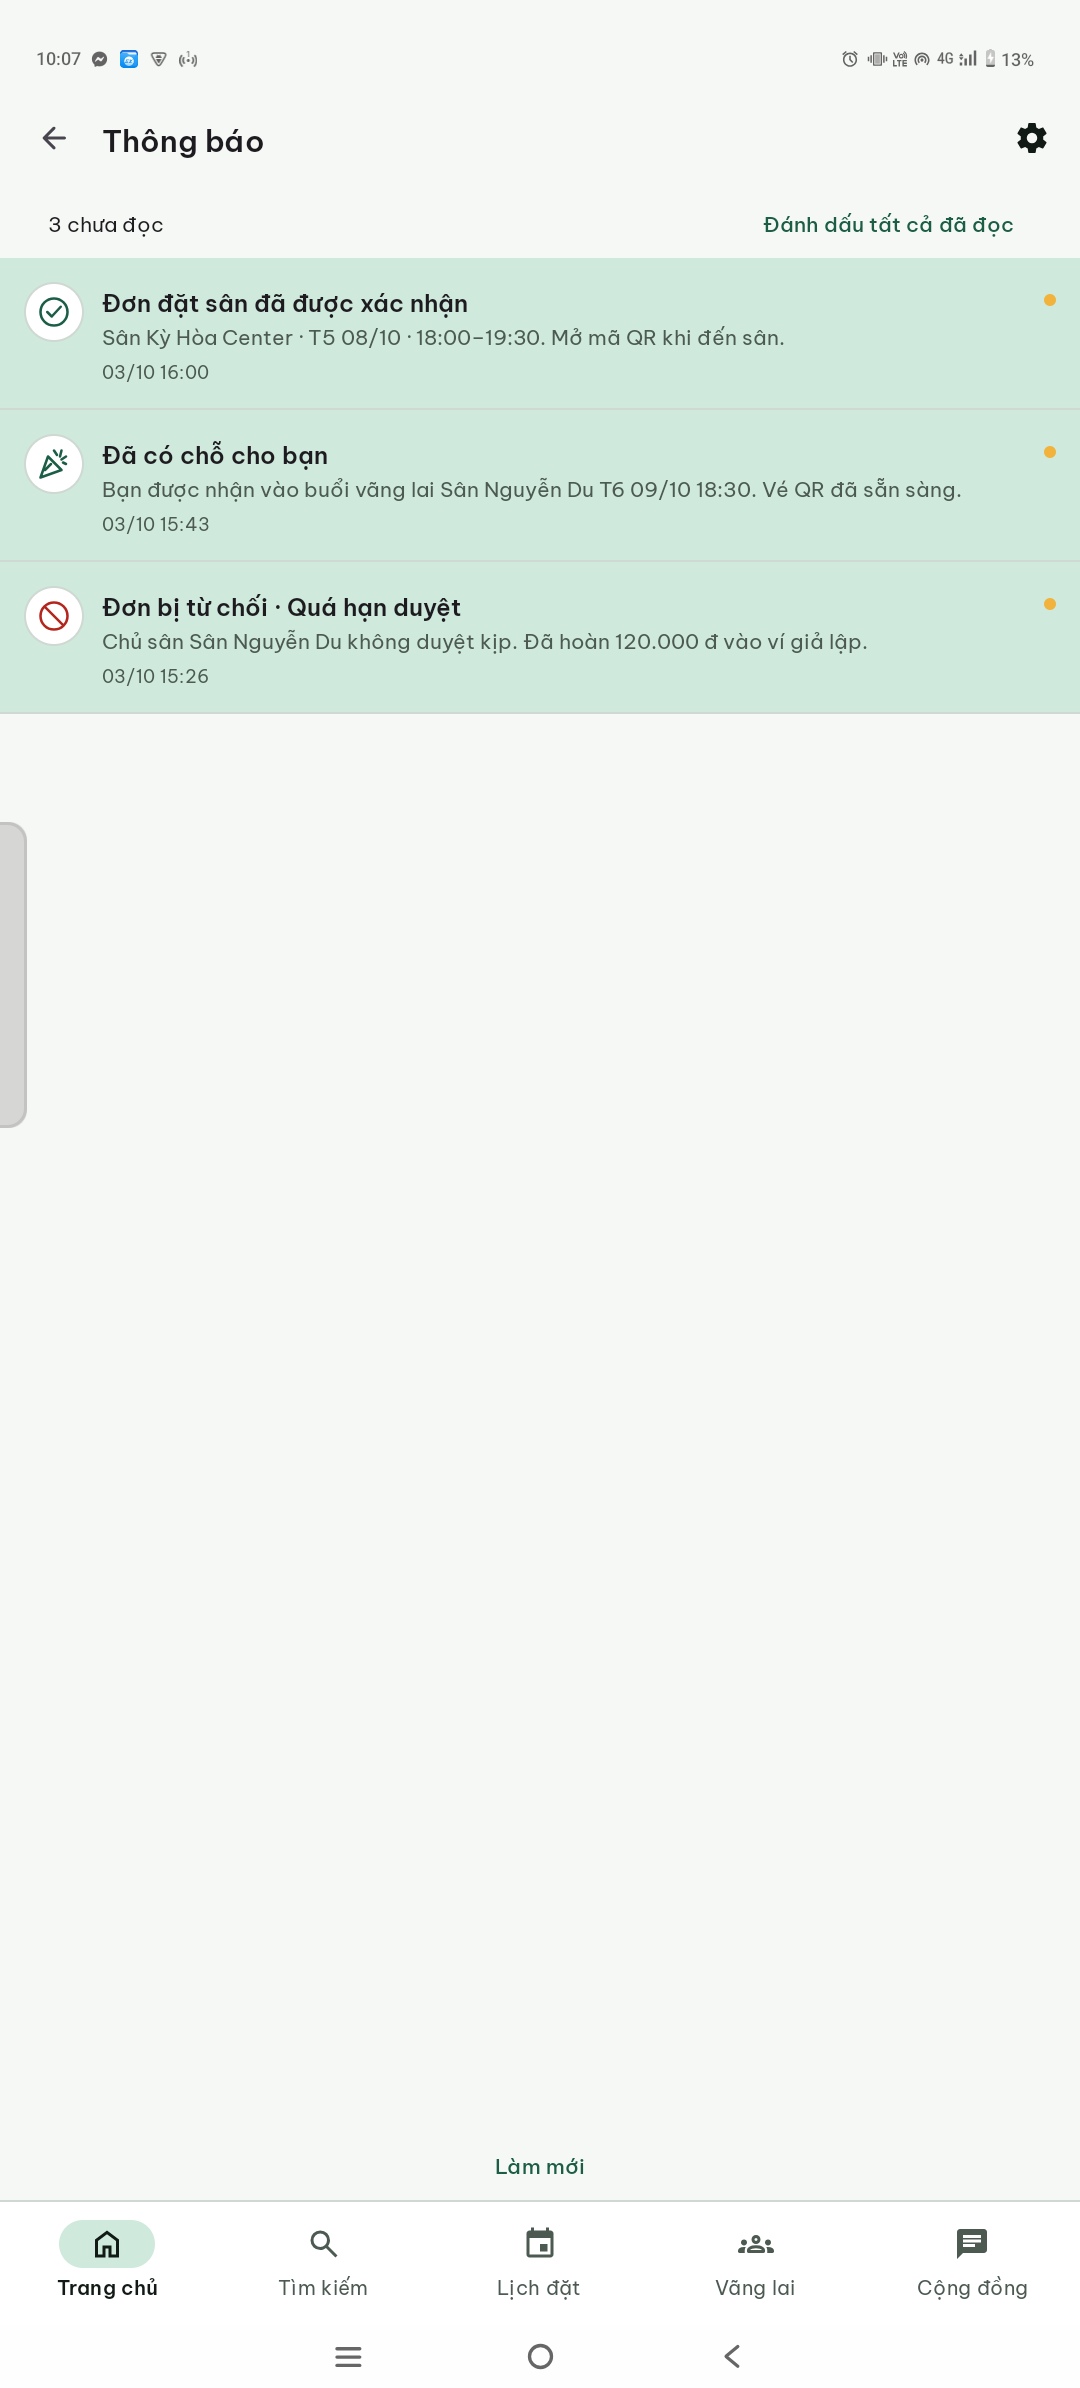 10:07
4G 13%
Thông báo
3 chưa đọc
Đánh dấu tất cả đã đọc
Đơn đặt sân đã được xác nhận
Sân Kỳ Hòa Center · T5 08/10 · 18:00–19:30. Mở mã QR khi đến sân.
03/10 16:00
Đã có chỗ cho bạn
Bạn được nhận vào buổi vãng lai Sân Nguyễn Du T6 09/10 18:30. Vé QR đã sẵn sàng.
03/10 15:43
Đơn bị từ chối · Quá hạn duyệt
Chủ sân Sân Nguyễn Du không duyệt kịp. Đã hoàn 120.000 đ vào ví giả lập.
03/10 15:26
Làm mới
Trang chủ
Tìm kiếm
Lịch đặt
Vãng lai
Cộng đồng